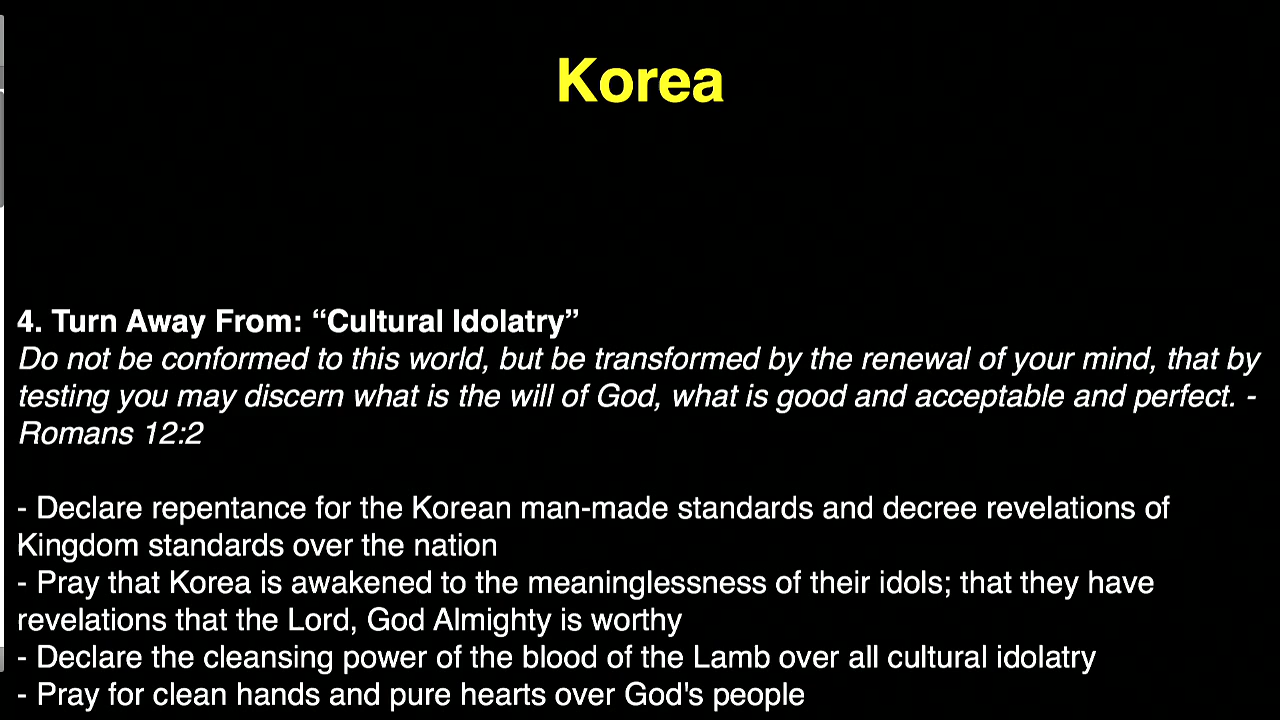 Korea
4. Turn Away From: “Cultural Idolatry”
Do not be conformed to this world, but be transformed by the renewal of your mind, that by
testing you may discern what is the will of God, what is good and acceptable and perfect. -
Romans 12:2
- Declare repentance for the Korean man-made standards and decree revelations of
Kingdom standards over the nation
- Pray that Korea is awakened to the meaninglessness of their idols; that they have
revelations that the Lord, God Almighty is worthy
- Declare the cleansing power of the blood of the Lamb over all cultural idolatry
- Pray for clean hands and pure hearts over God's people